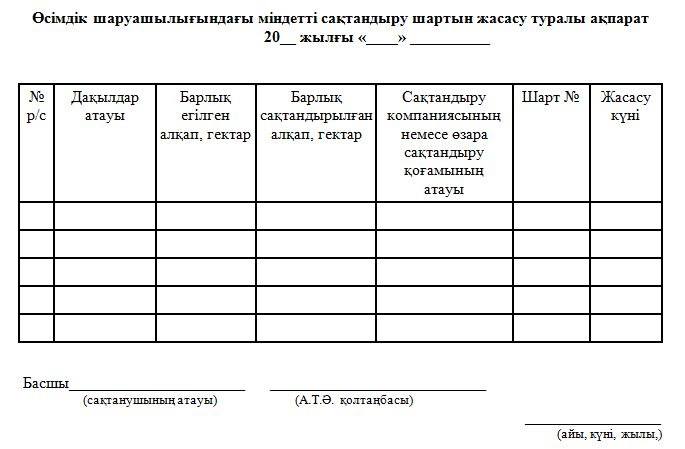 Өсімдік шаруашылығындағы міндетті сақтандыру шартын жасасу туралы ақпарат
20__ жылғы «____» __________
№ р/с
Дақылдар атауы
Барлық егілген алқап, гектар
Барлық сақтандырылған алқап, гектар
Сақтандыру компаниясының немесе өзара сақтандыру қоғамының атауы
Шарт №
Жасасу күні
Басшы______________________ ___________________________
(сақтанушының атауы) (А.Т.Ә. қолтаңбасы)
_________________
(айы, күні, жылы,)